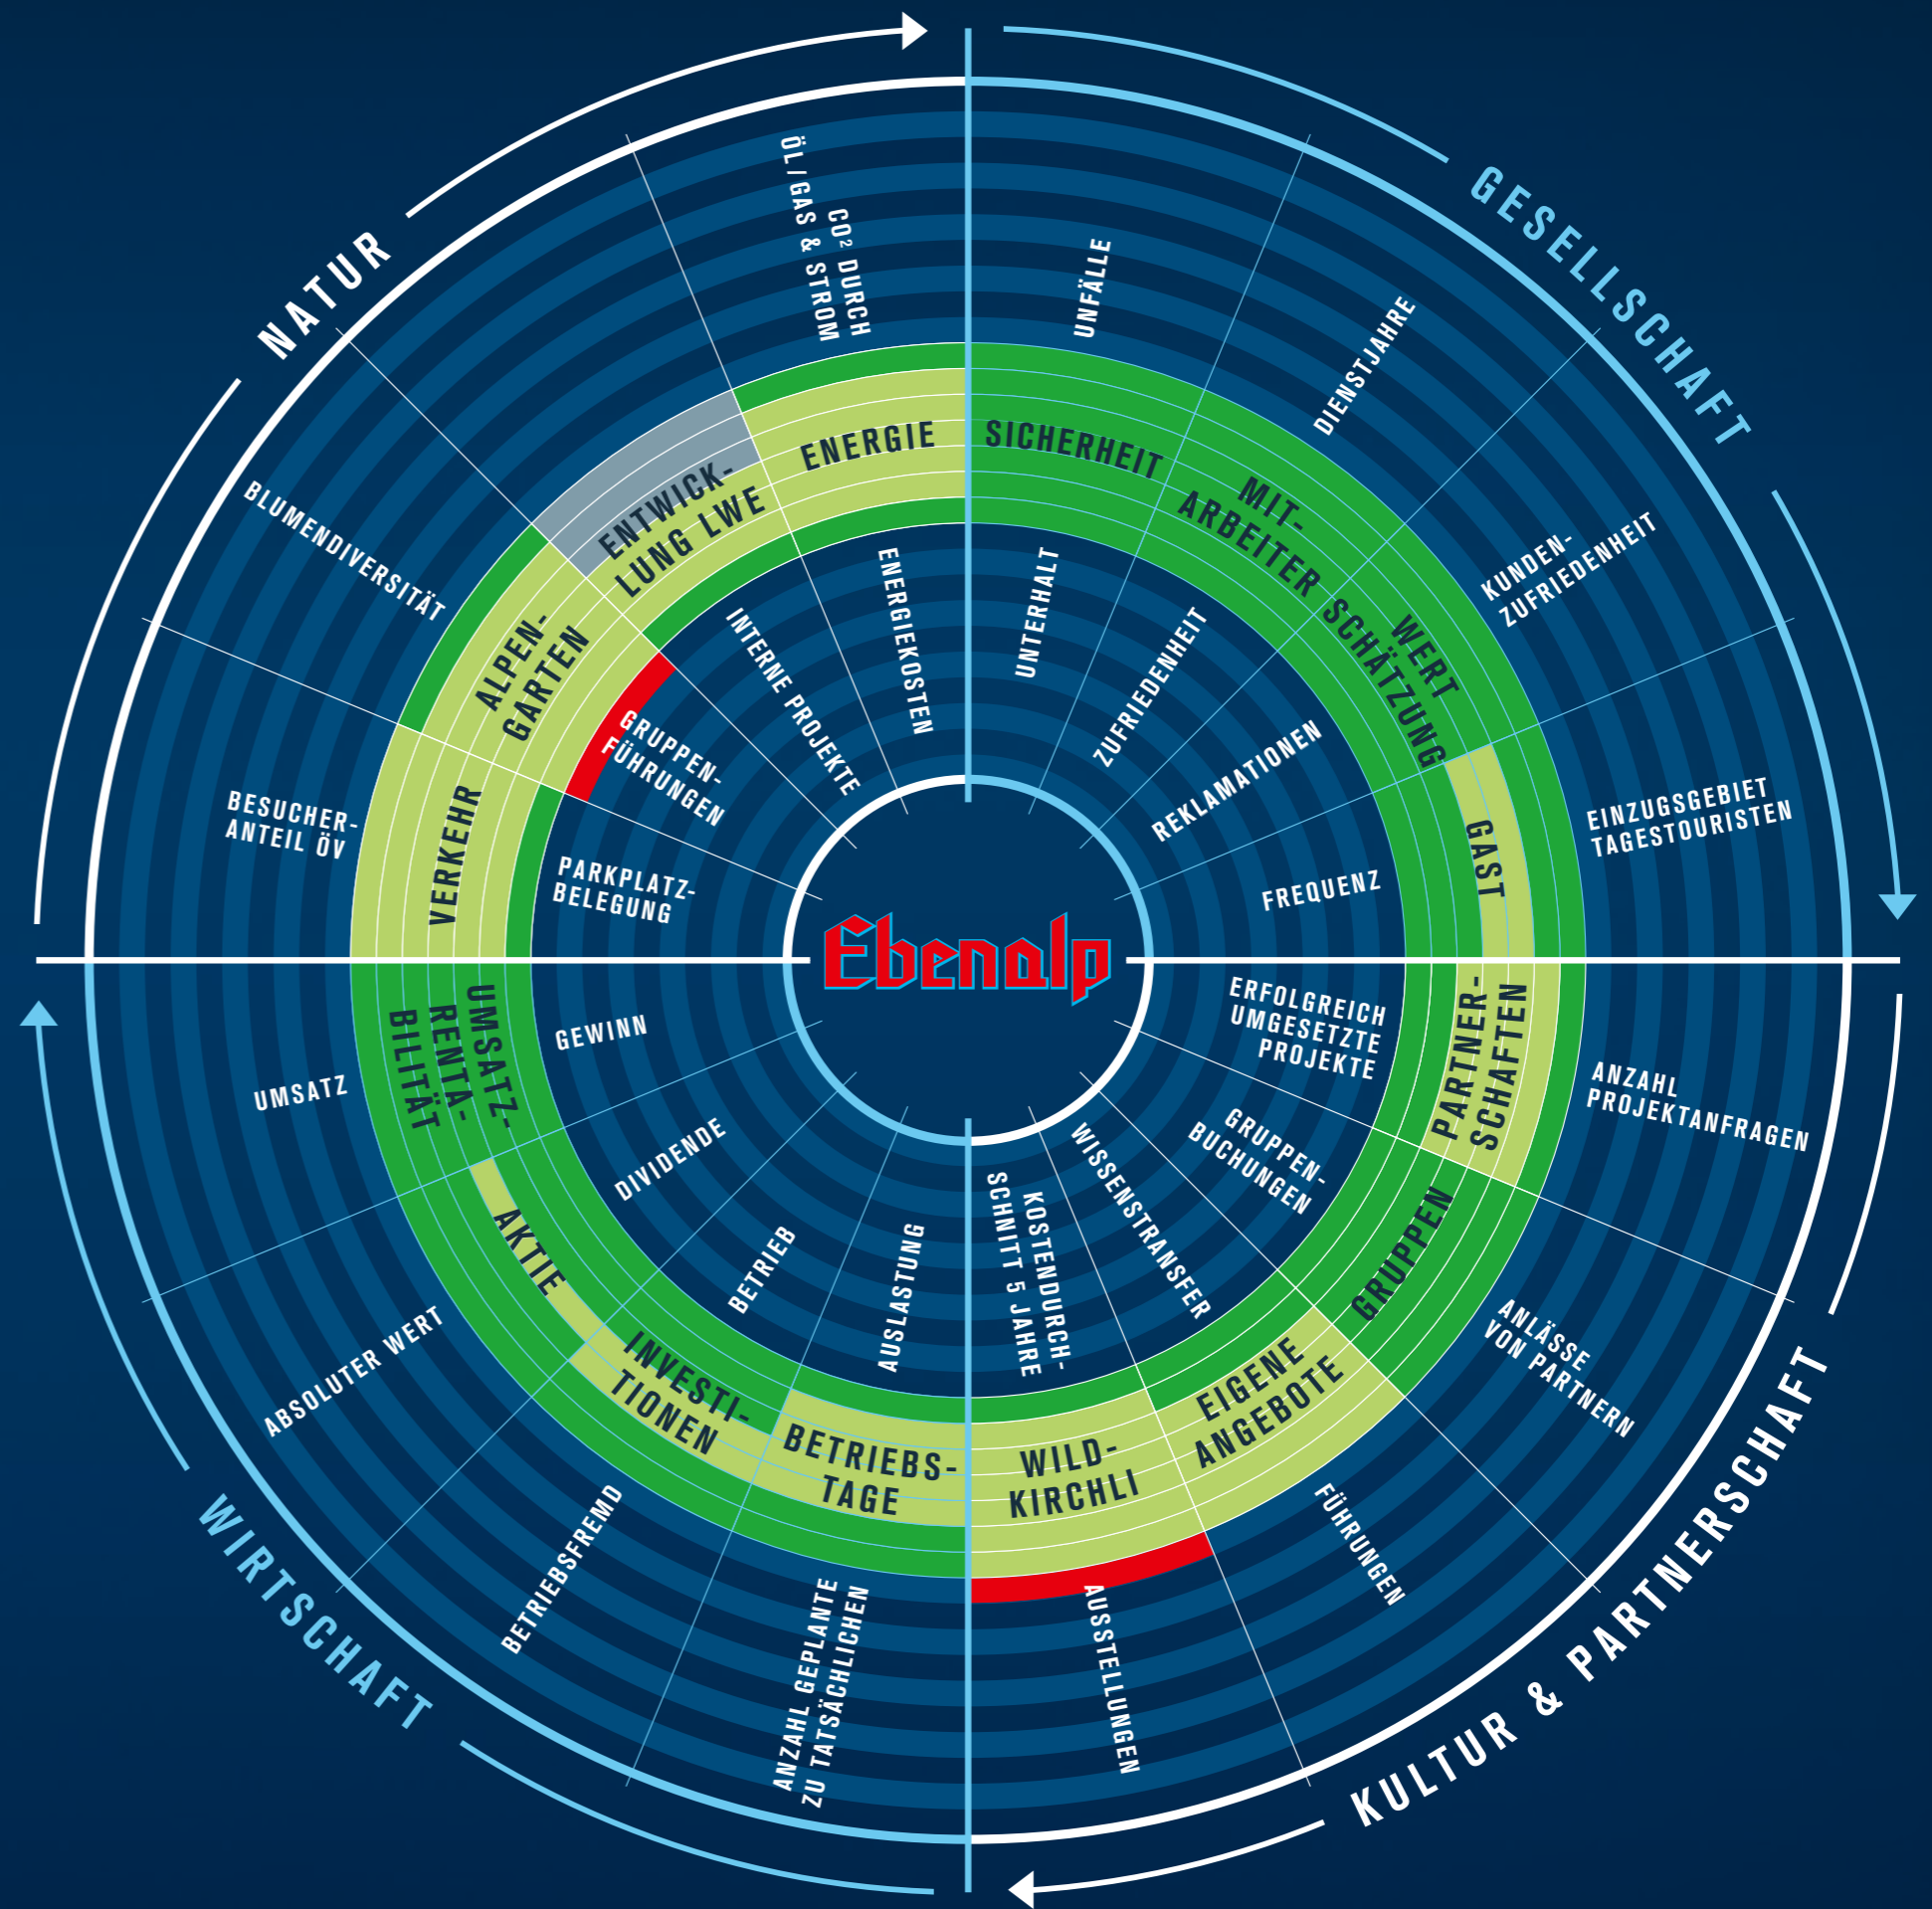 NATUR
GESELLSCHAFT
KULTUR & PARTNERSCHAFT
WIRTSCHAFT
CO₂ DURCH
ÖL / GAS & STROM
UNFÄLLE
DIENSTJAHRE
KUNDEN-
ZUFRIEDENHEIT
EINZUGSGEBIET
TAGESTOURISTEN
ANZAHL
PROJEKTANFRAGEN
ANLÄSSE
VON PARTNERN
FÜHRUNGEN
AUSSTELLUNGEN
ANZAHL GEPLANTE
ZU TATSÄCHLICHEN
BETRIEBSFREMD
ABSOLUTER WERT
UMSATZ
BESUCHER-
ANTEIL ÖV
BLUMENDIVERSITÄT
ENERGIE
SICHERHEIT
MIT-
ARBEITER
WERT
SCHÄTZUNG
GAST
PARTNER-
SCHAFTEN
GRUPPEN
EIGENE
ANGEBOTE
WILD-
KIRCHLI
BETRIEBS-
TAGE
INVESTI-
TIONEN
AKTIE
UMSATZ-
RENTA-
BILITÄT
VERKEHR
ALPEN-
GARTEN
ENTWICK-
LUNG LWE
ENERGIEKOSTEN
UNTERHALT
ZUFRIEDENHEIT
REKLAMATIONEN
FREQUENZ
ERFOLGREICH
UMGESETZTE
PROJEKTE
GRUPPEN-
BUCHUNGEN
WISSENSTRANSFER
KOSTENDURCH-
SCHNITT 5 JAHRE
AUSLASTUNG
BETRIEB
DIVIDENDE
GEWINN
PARKPLATZ-
BELEGUNG
GRUPPEN-
FÜHRUNGEN
INTERNE PROJEKTE
Ebenalp